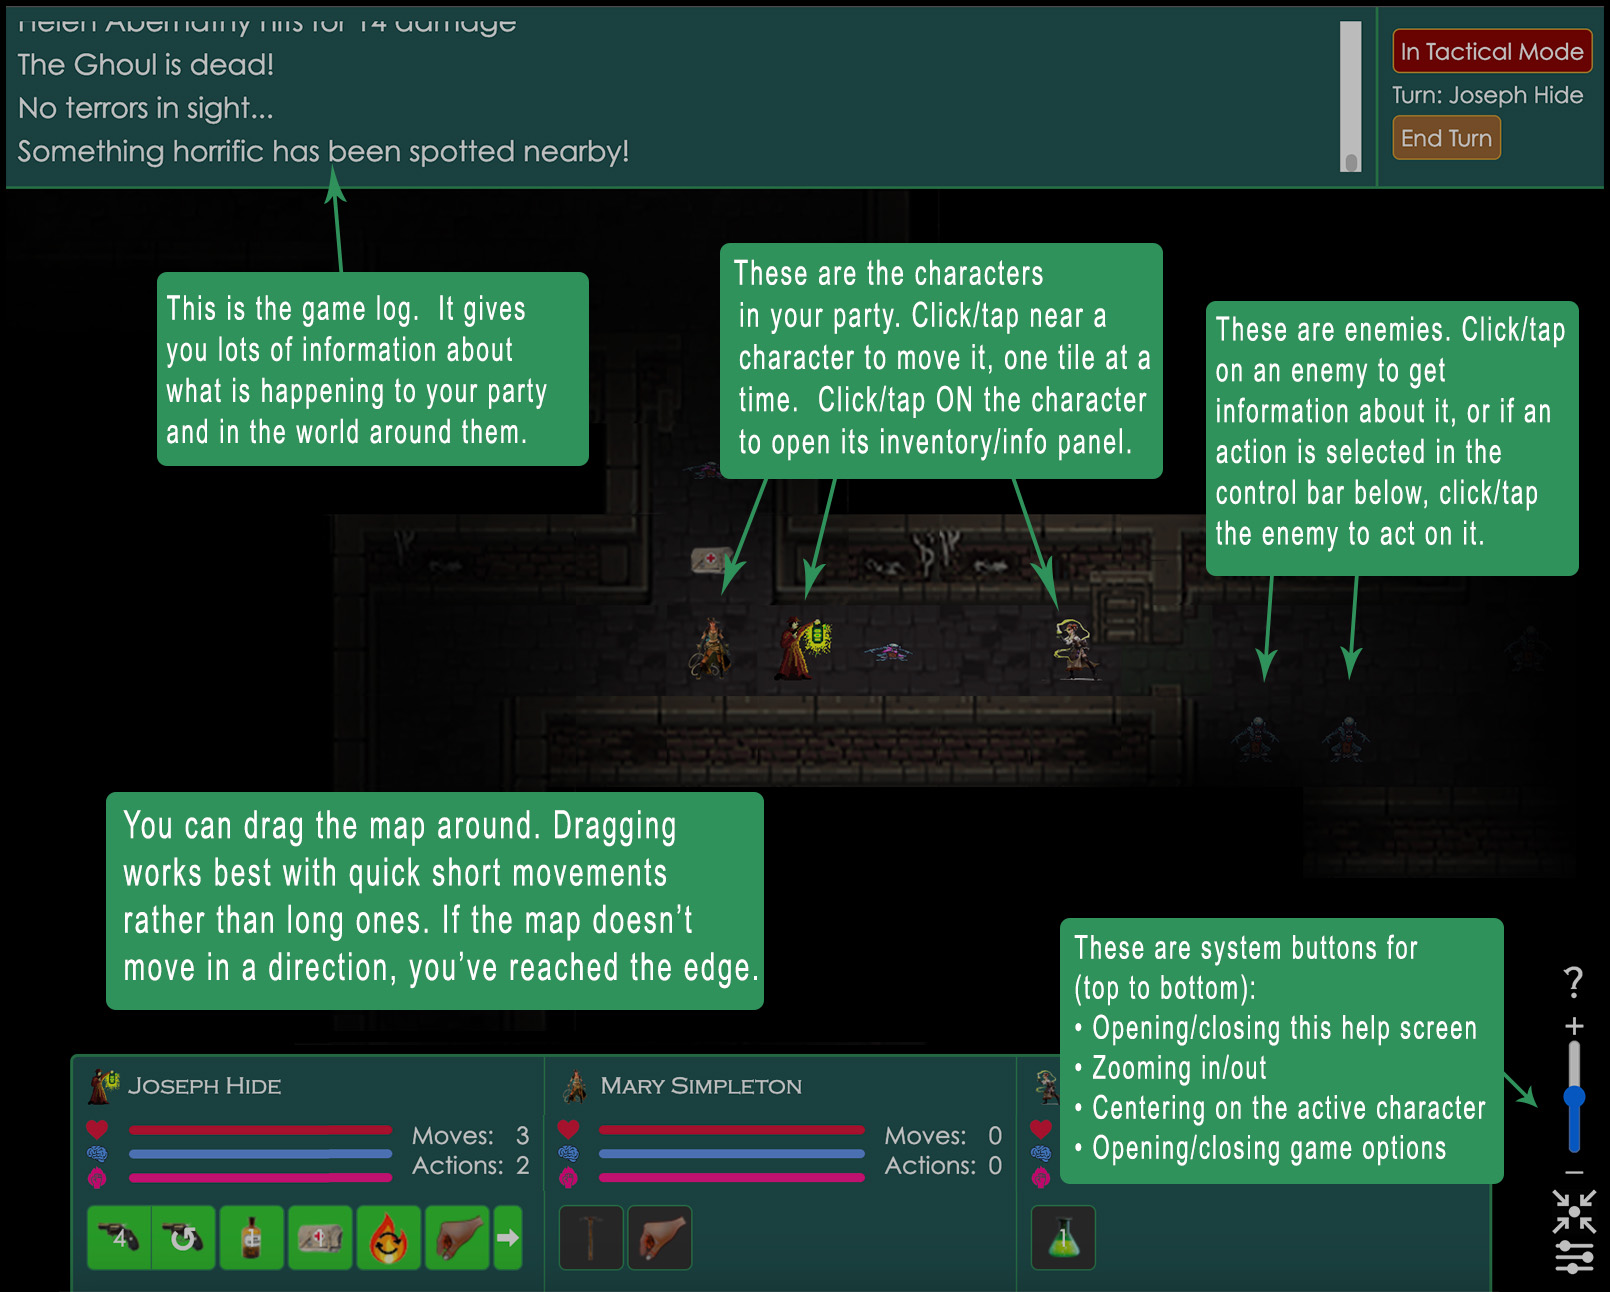 Helen Abernathy hits for 14 damage
The Ghoul is dead!
No terrors in sight...
Something horrific has been spotted nearby!
In Tactical Mode
Turn: Joseph Hide
End Turn
This is the game log.  It gives
you lots of information about
what is happening to your party
and in the world around them.
These are the characters
in your party. Click/tap near a
character to move it, one tile at a
time.  Click/tap ON the character
to open its inventory/info panel.
These are enemies. Click/tap
on an enemy to get
information about it, or if an
action is selected in the
control bar below, click/tap
the enemy to act on it.
You can drag the map around. Dragging
works best with quick short movements
rather than long ones. If the map doesn’t
move in a direction, you’ve reached the edge.
These are system buttons for
(top to bottom):
• Opening/closing this help screen
• Zooming in/out
• Centering on the active character
• Opening/closing game options
?
+
−
Joseph Hide
Moves: 3
Actions: 2
4
1
1
Mary Simpleton
Moves: 0
Actions: 0
1